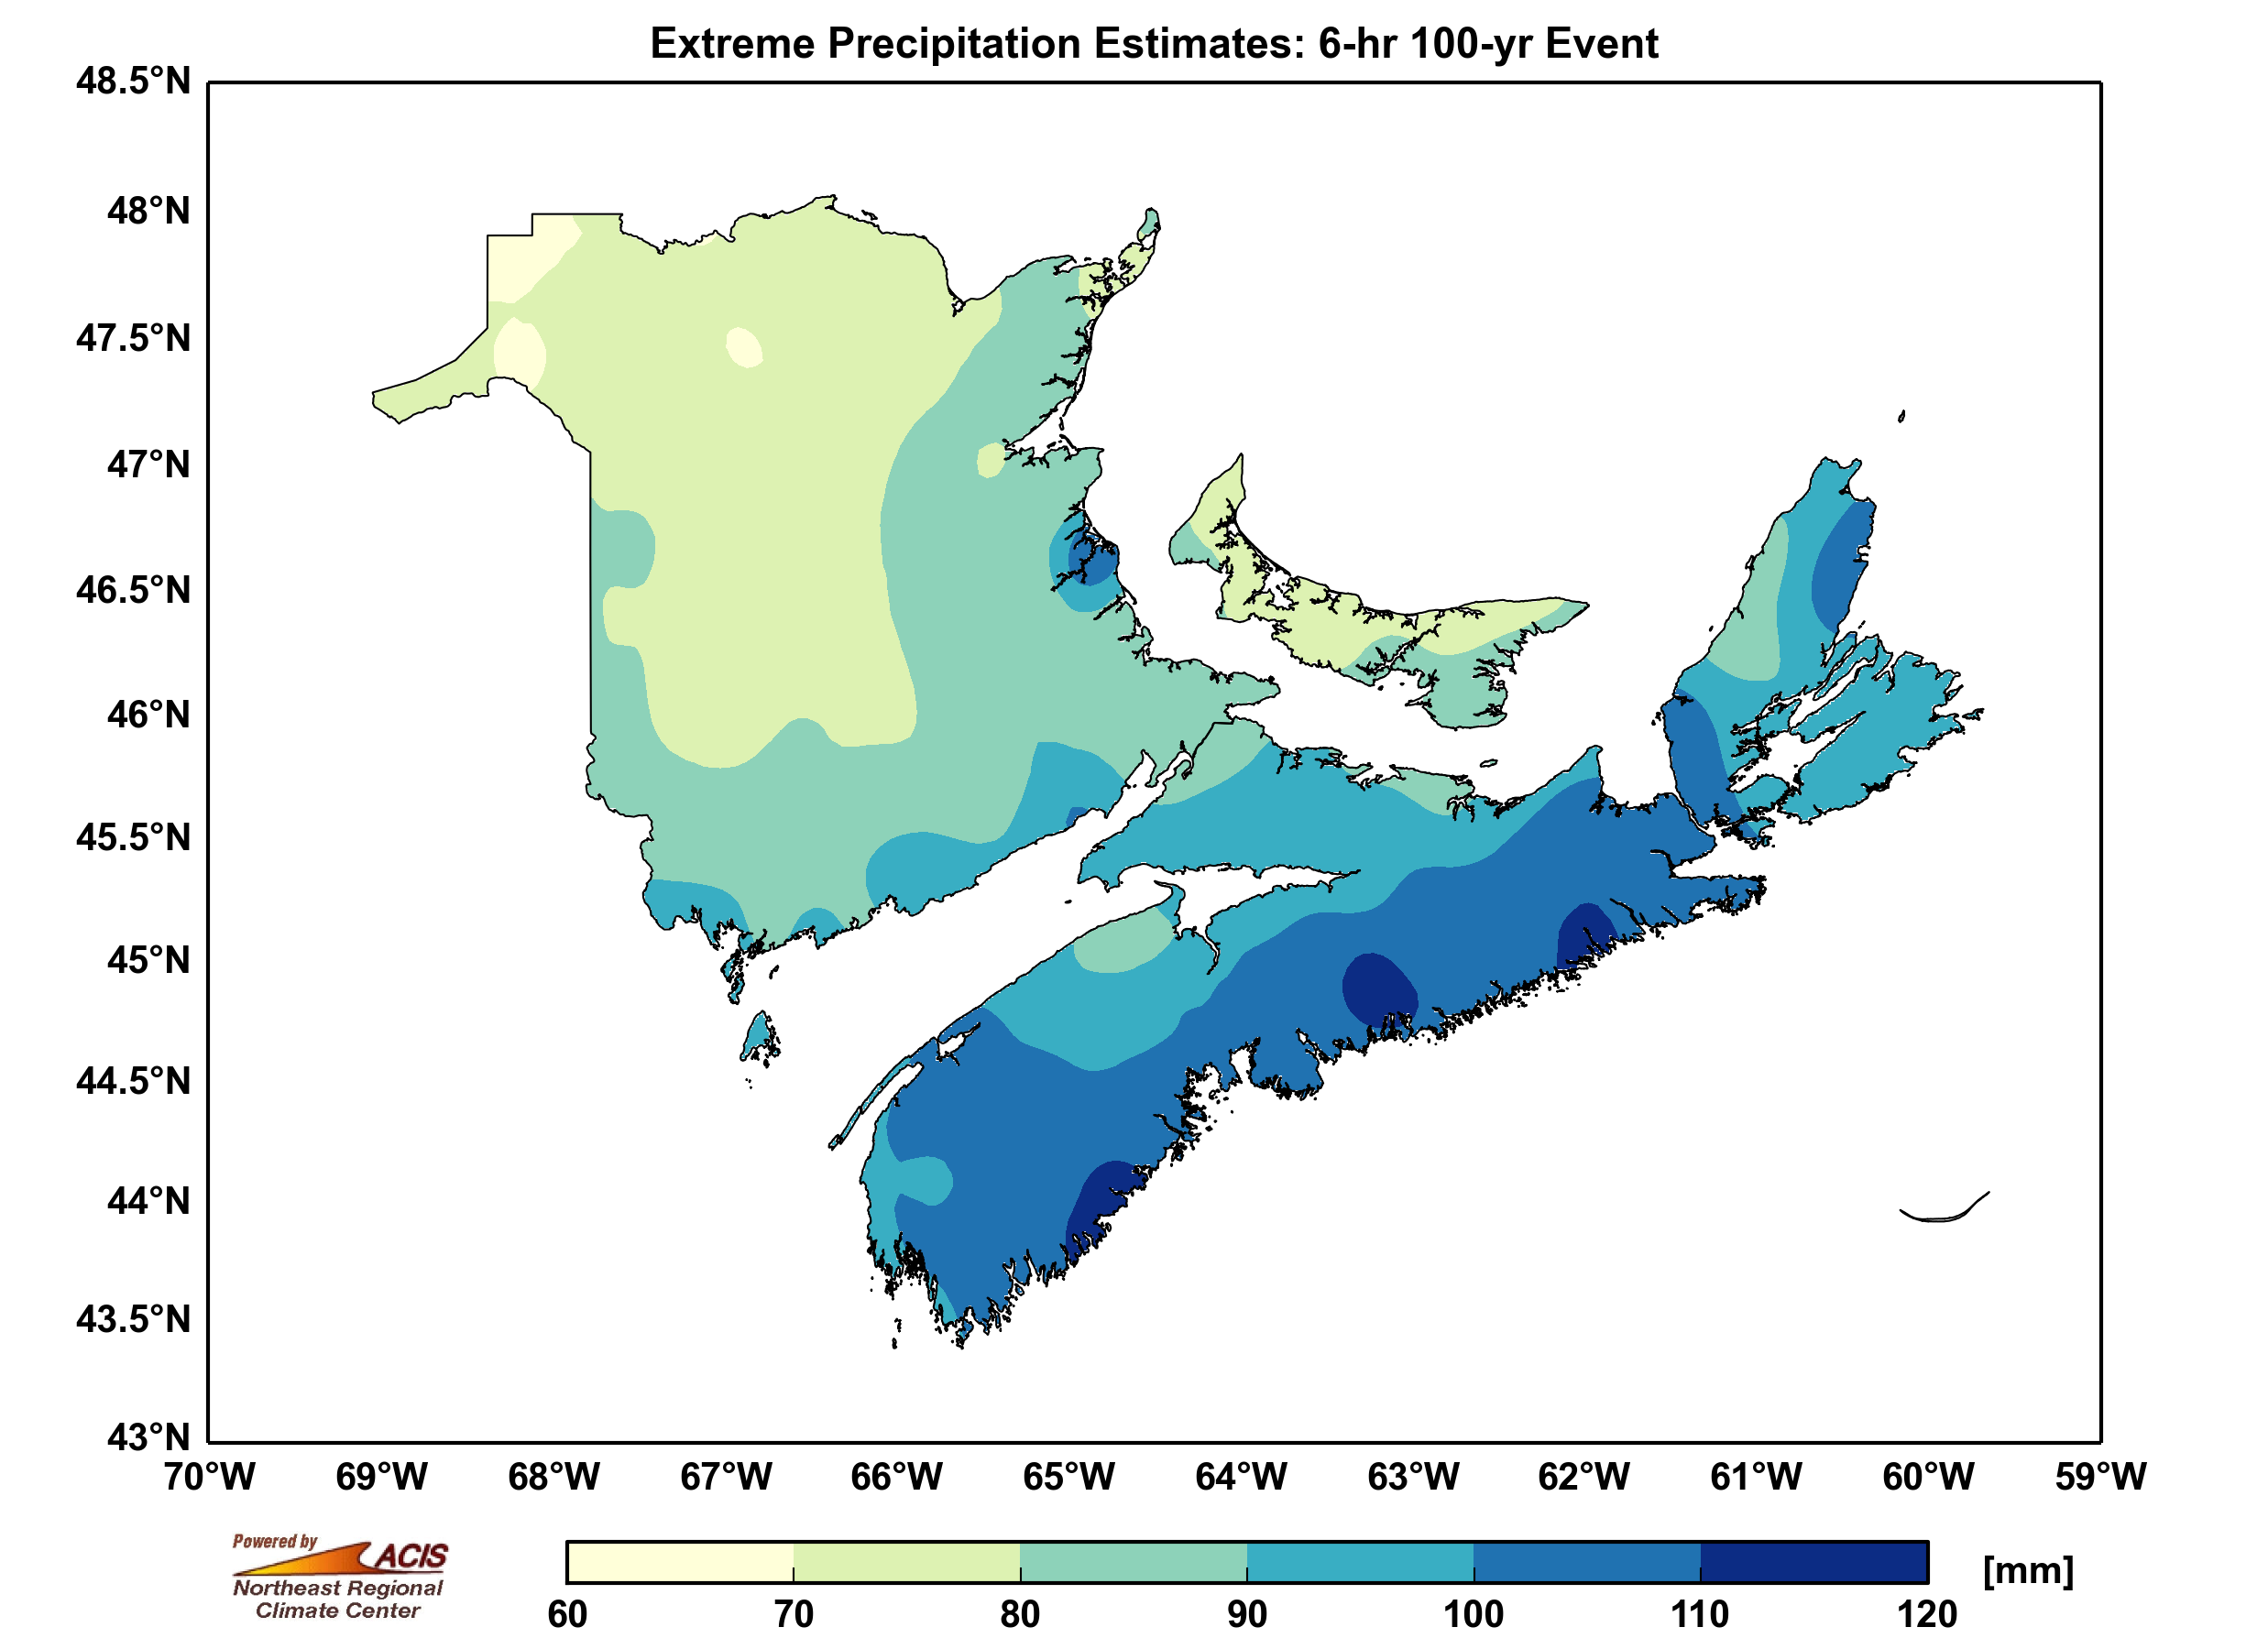 Extreme Precipitation Estimates: 6-hr 100-yr Event
48.5°N
48°N
47.5°N
47°N
46.5°N
46°N
45.5°N
45°N
44.5°N
44°N
43.5°N
43°N
70°W 69°W 68°W 67°W 66°W 65°W 64°W 63°W 62°W 61°W 60°W 59°W
Powered by ACIS
Northeast Regional
Climate Center
[mm]
60 70 80 90 100 110 120